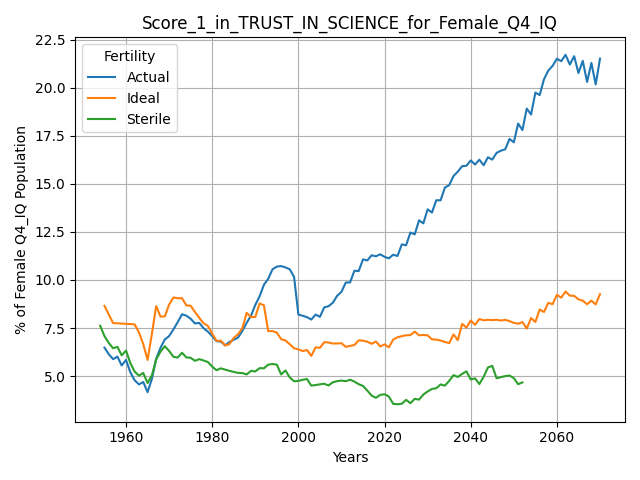 Score_1_in_TRUST_IN_SCIENCE_for_Female_Q4_IQ
Fertility
Actual
Ideal
Sterile
% of Female Q4_IQ Population
22.5
20.0
17.5
15.0
12.5
10.0
7.5
5.0
1960 1980 2000 2020 2040 2060
Years